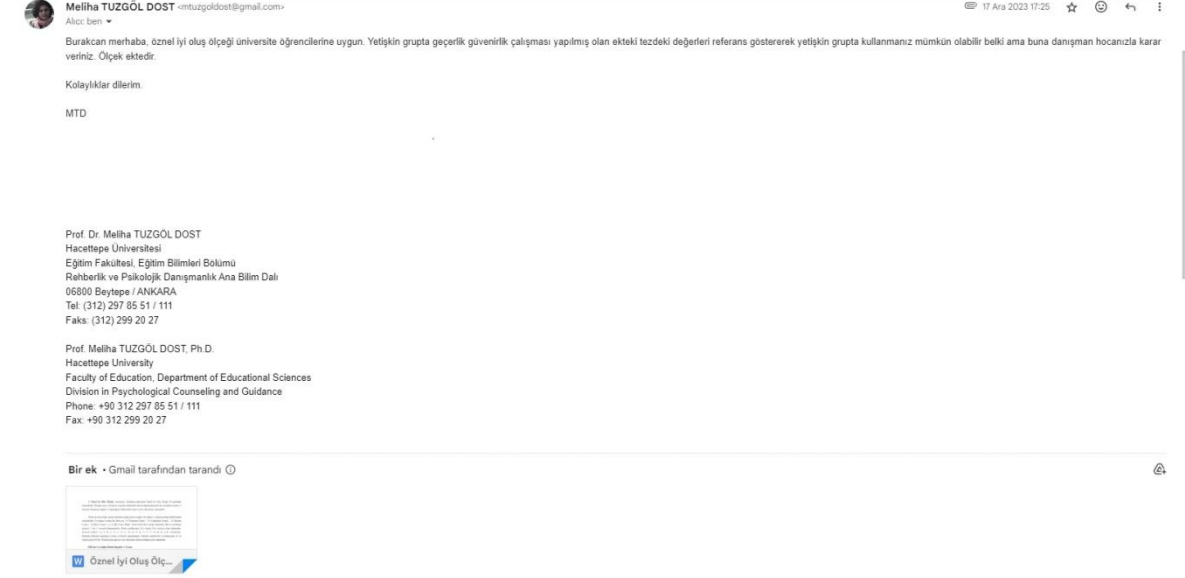 Meliha TUZGÖL DOST <mtuzgoldost@gmail.com>
17 Ara 2023 17:25
Alıcı: ben
Burakcan merhaba, öznel iyi oluş ölçeği üniversite öğrencilerine uygun. Yetişkin grupta geçerlik güvenirlik çalışması yapılmış olan ekteki tezdeki değerleri referans göstererek yetişkin grupta kullanmanız mümkün olabilir belki ama buna danışman hocanızla karar
veriniz. Ölçek ektedir.
Kolaylıklar dilerim.
MTD
Prof. Dr. Meliha TUZGÖL DOST
Hacettepe Üniversitesi
Eğitim Fakültesi, Eğitim Bilimleri Bölümü
Rehberlik ve Psikolojik Danışmanlık Ana Bilim Dalı
06800 Beytepe / ANKARA
Tel: (312) 297 85 51 / 111
Faks: (312) 299 20 27
Prof. Meliha TUZGÖL DOST, Ph.D.
Hacettepe University
Faculty of Education, Department of Educational Sciences
Division in Psychological Counseling and Guidance
Phone: +90 312 297 85 51 / 111
Fax: +90 312 299 20 27
Bir ek • Gmail tarafından tarandı
W Öznel İyi Oluş Ölç...